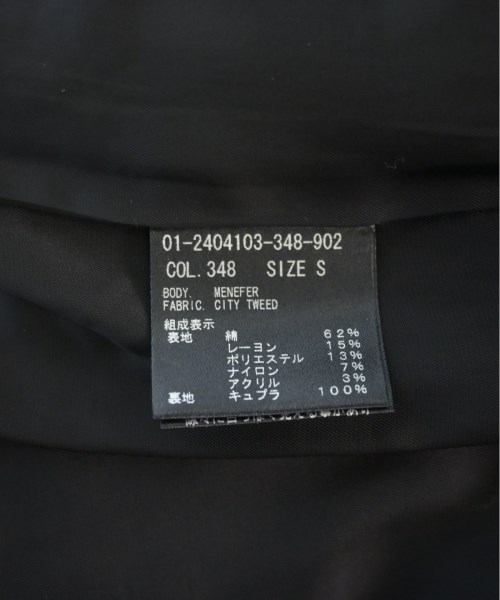 01-2404103-348-902
COL.348 SIZE S
BODY. MENEFER
FABRIC. CITY TWEED
組成表示
表地 綿 62%
レーヨン 15%
ポリエステル 13%
ナイロン 7%
アクリル 3%
裏地 キュプラ 100%